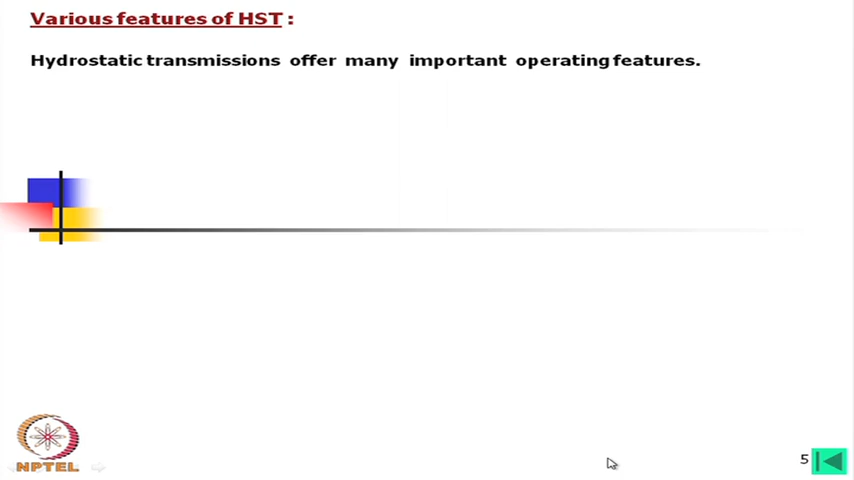 Various features of HST :
Hydrostatic transmissions offer many important operating features.
NPTEL
5